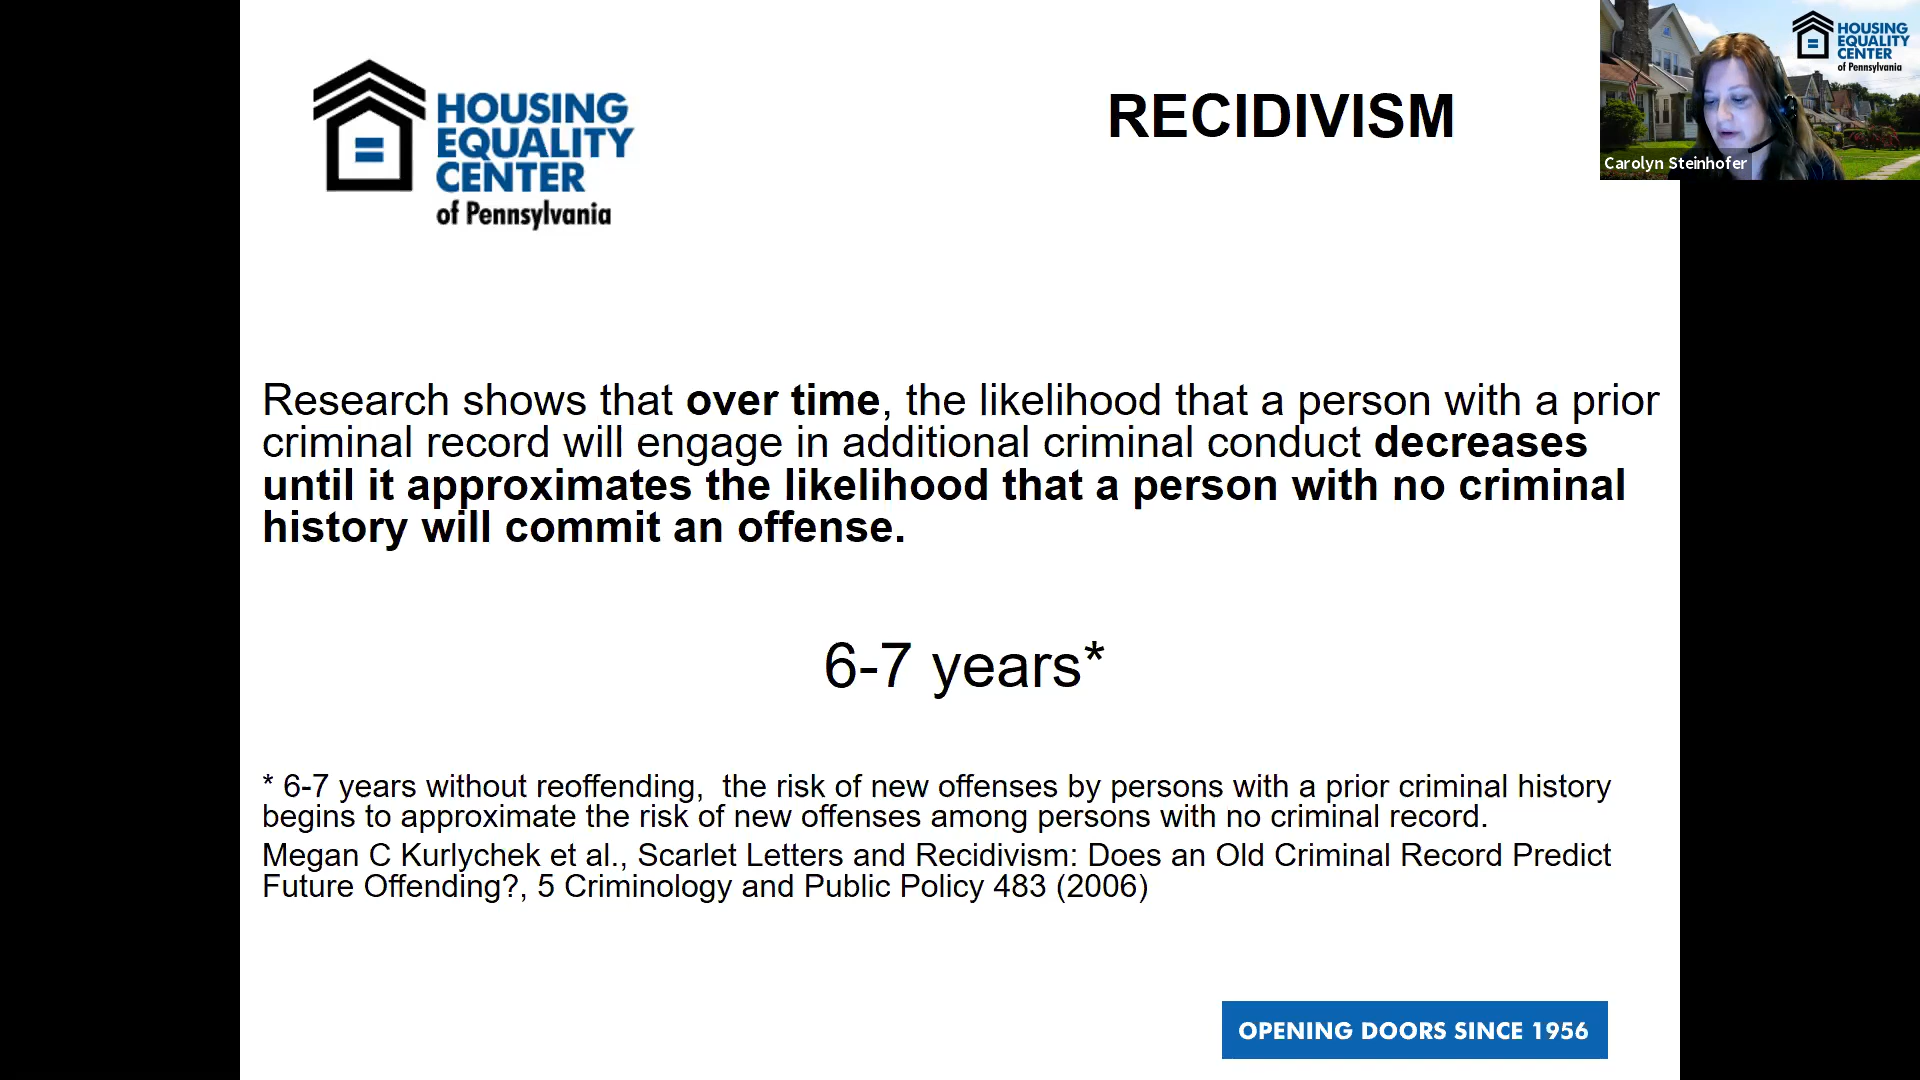 HOUSING
EQUALITY
CENTER
of Pennsylvania
RECIDIVISM
HOUSING
EQUALITY
CENTER
of Pennsylvania
Carolyn Steinhofer
Research shows that over time, the likelihood that a person with a prior
criminal record will engage in additional criminal conduct decreases
until it approximates the likelihood that a person with no criminal
history will commit an offense.
6-7 years*
* 6-7 years without reoffending,  the risk of new offenses by persons with a prior criminal history
begins to approximate the risk of new offenses among persons with no criminal record.
Megan C Kurlychek et al., Scarlet Letters and Recidivism: Does an Old Criminal Record Predict
Future Offending?, 5 Criminology and Public Policy 483 (2006)
OPENING DOORS SINCE 1956